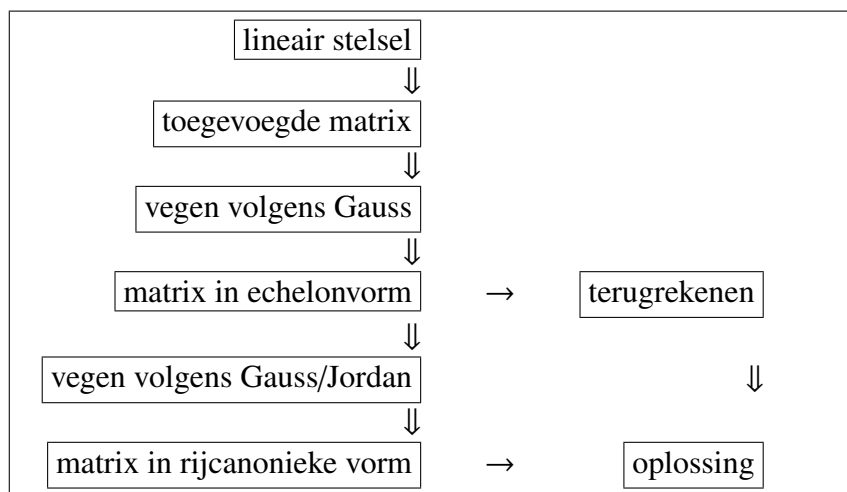 lineair stelsel
⇓
toegevoegde matrix
⇓
vegen volgens Gauss
⇓
matrix in echelonvorm → terugrekenen
⇓
vegen volgens Gauss/Jordan ⇓
⇓
matrix in rijcanonieke vorm → oplossing